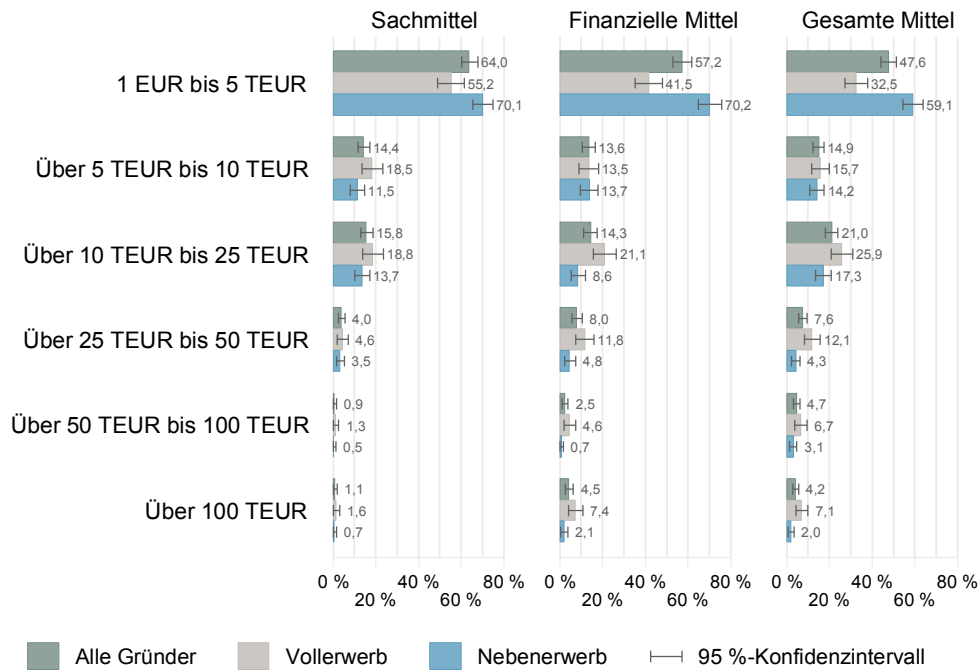 Sachmittel Finanzielle Mittel Gesamte Mittel
1 EUR bis 5 TEUR
64,0 57,2 47,6
55,2 41,5 32,5
70,1 70,2 59,1
Über 5 TEUR bis 10 TEUR
14,4 13,6 14,9
18,5 13,5 15,7
11,5 13,7 14,2
Über 10 TEUR bis 25 TEUR
15,8 14,3 21,0
18,8 21,1 25,9
13,7 8,6 17,3
Über 25 TEUR bis 50 TEUR
4,0 8,0 7,6
4,6 11,8 12,1
3,5 4,8 4,3
Über 50 TEUR bis 100 TEUR
0,9 2,5 4,7
1,3 4,6 6,7
0,5 0,7 3,1
Über 100 TEUR
1,1 4,5 4,2
1,6 7,4 7,1
0,7 2,1 2,0
0 % 40 % 80 % 0 % 40 % 80 % 0 % 40 % 80 %
20 % 60 % 20 % 60 % 20 % 60 %
Alle Gründer Vollerwerb Nebenerwerb 95 %-Konfidenzintervall